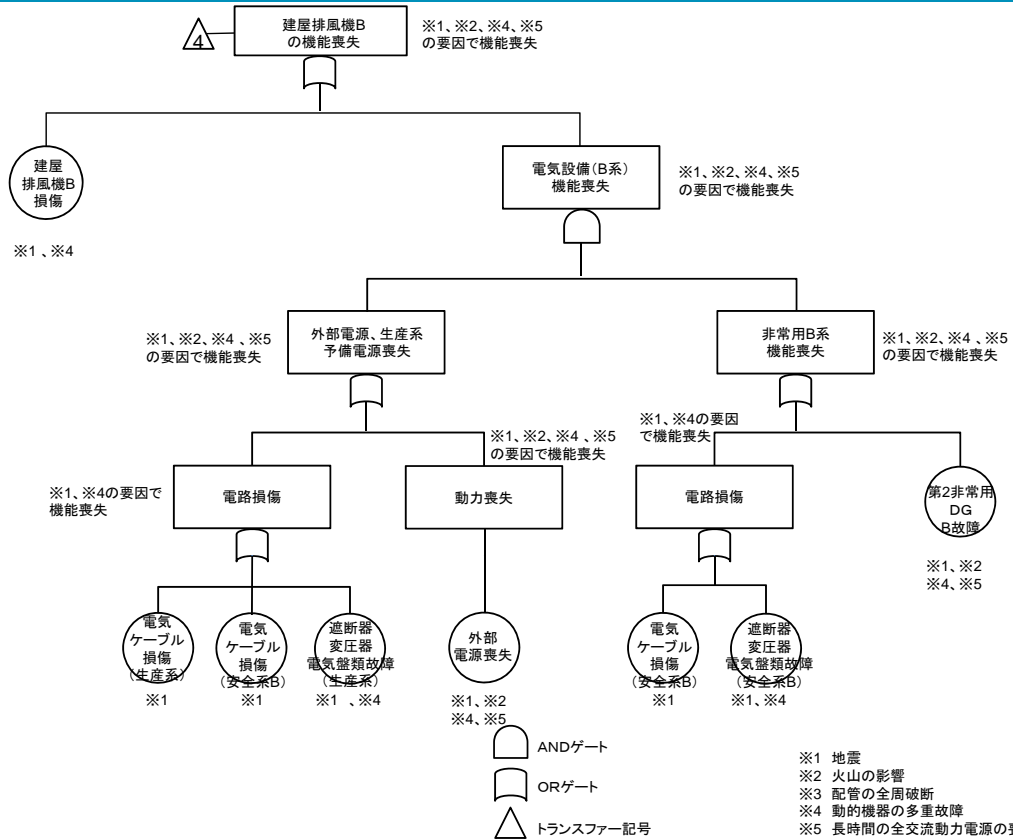 建屋排風機B
の機能喪失
※1、※2、※4、※5
の要因で機能喪失
4
建屋
排風機B
損傷
※1 、※4
電気設備(B系)
機能喪失
※1、※2、※4、※5
の要因で機能喪失
※1、※2、※4 、※5
の要因で機能喪失
外部電源、生産系
予備電源喪失
非常用B系
機能喪失
※1、※2、※4 、※5
の要因で機能喪失
※1、※4の要因で
機能喪失
電路損傷
※1、※2、※4 、※5
の要因で機能喪失
動力喪失
※1、※4の要因
で機能喪失
電路損傷
第2非常用
DG
B故障
※1、※2
※4、※5
電気
ケーブル
損傷
(生産系)
※1
電気
ケーブル
損傷
(安全系B)
※1
遮断器
変圧器
電気盤類故障
(生産系)
※1 、※4
外部
電源喪失
※1、※2
※4、※5
電気
ケーブル
損傷
(安全系B)
※1
遮断器
変圧器
電気盤類故障
(安全系B)
※1、※4
ANDゲート
ORゲート
トランスファー記号
※1 地震
※2 火山の影響
※3 配管の全周破断
※4 動的機器の多重故障
※5 長時間の全交流動力電源の